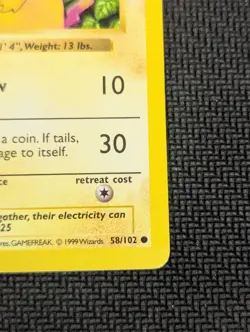 ' 4", Weight: 13 lbs.
10
a coin. If tails,
age to itself.
30
ce
retreat cost
gather, their electricity can
25
res, GAMEFREAK. © 1999 Wizards. 58/102